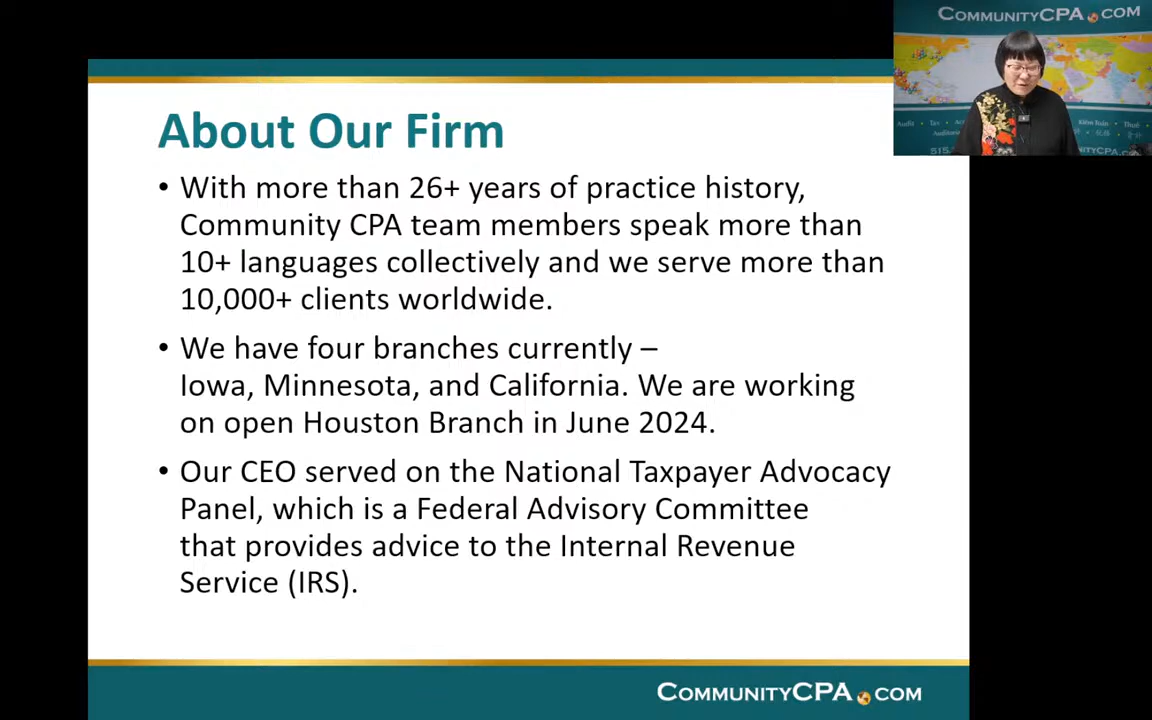 COMMUNITYCPA.COM
About Our Firm
• With more than 26+ years of practice history,
Community CPA team members speak more than
10+ languages collectively and we serve more than
10,000+ clients worldwide.
• We have four branches currently –
Iowa, Minnesota, and California. We are working
on open Houston Branch in June 2024.
• Our CEO served on the National Taxpayer Advocacy
Panel, which is a Federal Advisory Committee
that provides advice to the Internal Revenue
Service (IRS).
COMMUNITYCPA.COM